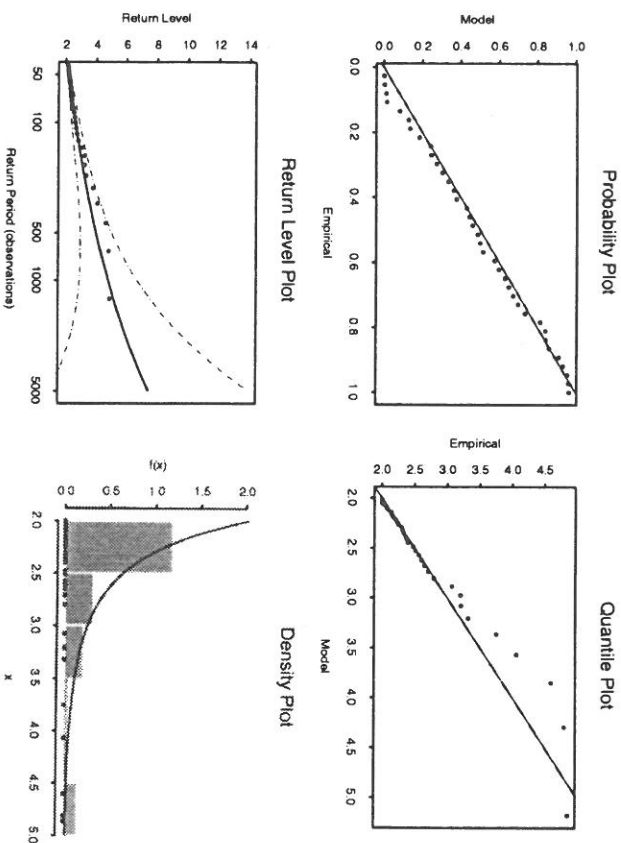 Probability Plot
Model
0.0 0.2 0.4 0.6 0.8 1.0
0.0 0.2 0.4 0.6 0.8 1.0
Empirical
Quantile Plot
Empirical
2.0 2.5 3.0 3.5 4.0 4.5
2.0 2.5 3.0 3.5 4.0 4.5 5.0
Model
Return Level Plot
Return Level
2 4 6 8 10 12 14
50 100 500 1000 5000
Return Period (observations)
Density Plot
f(x)
0.0 0.5 1.0 1.5 2.0
2.0 2.5 3.0 3.5 4.0 4.5 5.0
x